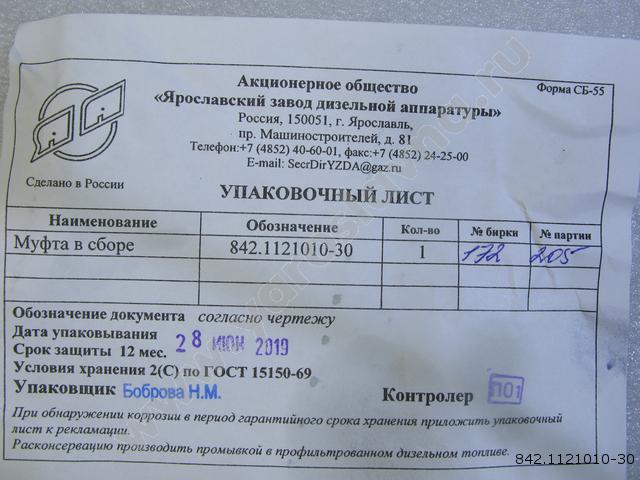 Акционерное общество
Форма СБ-55
«Ярославский завод дизельной аппаратуры»
Россия, 150051, г. Ярославль,
пр. Машиностроителей, д. 81
Телефон:+7 (4852) 40-60-01, факс:+7 (4852) 24-25-00
E-mail: SecrDirYZDA@gaz.ru
Сделано в России
УПАКОВОЧНЫЙ ЛИСТ
Наименование Обозначение Кол-во № бирки № партии
Муфта в сборе 842.1121010-30 1 172 205
Обозначение документа согласно чертежу
Дата упаковывания 28 ИЮН 2019
Срок защиты 12 мес.
Условия хранения 2(С) по ГОСТ 15150-69
Упаковщик Боброва Н.М. Контролер П01
При обнаружении коррозии в период гарантийного срока хранения приложить упаковочный
лист к рекламации.
Расконсервацию производить промывкой в профильтрованном дизельном топливе.
842.1121010-30